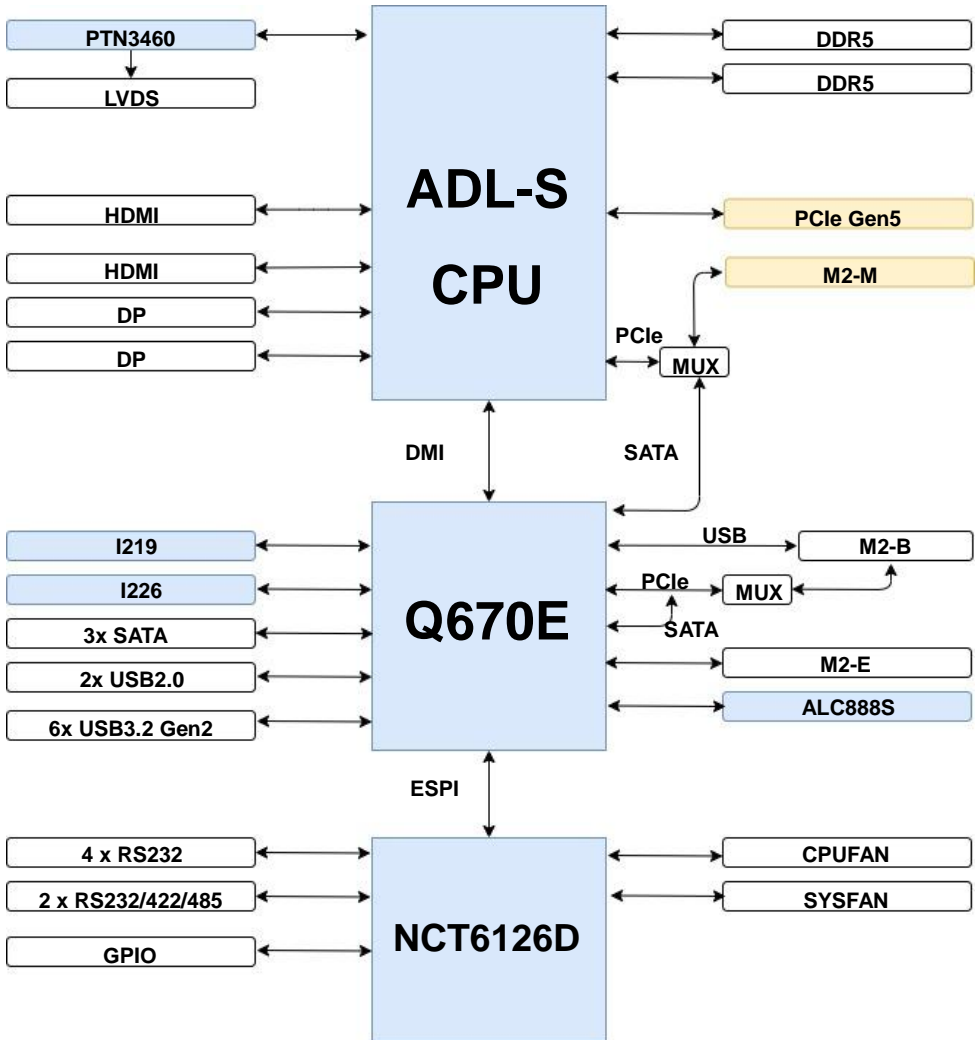 PTN3460
LVDS
HDMI
HDMI
DP
DP
ADL-S
CPU
DDR5
DDR5
PCIe Gen5
M2-M
PCIe
MUX
DMI
SATA
I219
I226
3x SATA
2x USB2.0
6x USB3.2 Gen2
Q670E
USB
M2-B
PCIe
MUX
SATA
M2-E
ALC888S
ESPI
4 x RS232
2 x RS232/422/485
GPIO
NCT6126D
CPUFAN
SYSFAN